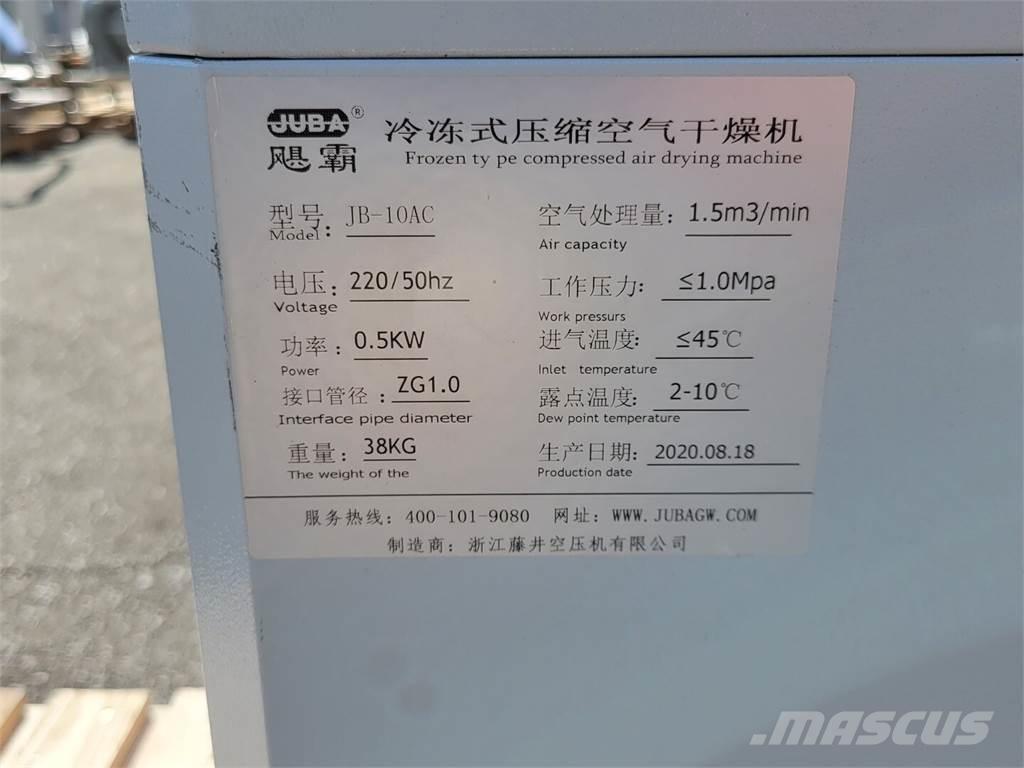 JUBA®
飓霸
冷冻式压缩空气干燥机
Frozen ty pe compressed air drying machine
型号: JB-10AC
Model
空气处理量: 1.5m3/min
Air capacity
电压: 220/50hz
Voltage
工作压力: ≤1.0Mpa
Work pressurs
功率: 0.5KW
Power
进气温度: ≤45℃
Inlet temperature
接口管径: ZG1.0
Interface pipe diameter
露点温度: 2-10℃
Dew point temperature
重量: 38KG
The weight of the
生产日期: 2020.08.18
Production date
服务热线: 400-101-9080 网址: WWW.JUBAGW.COM
制造商: 浙江藤井空压机有限公司
MASCUS